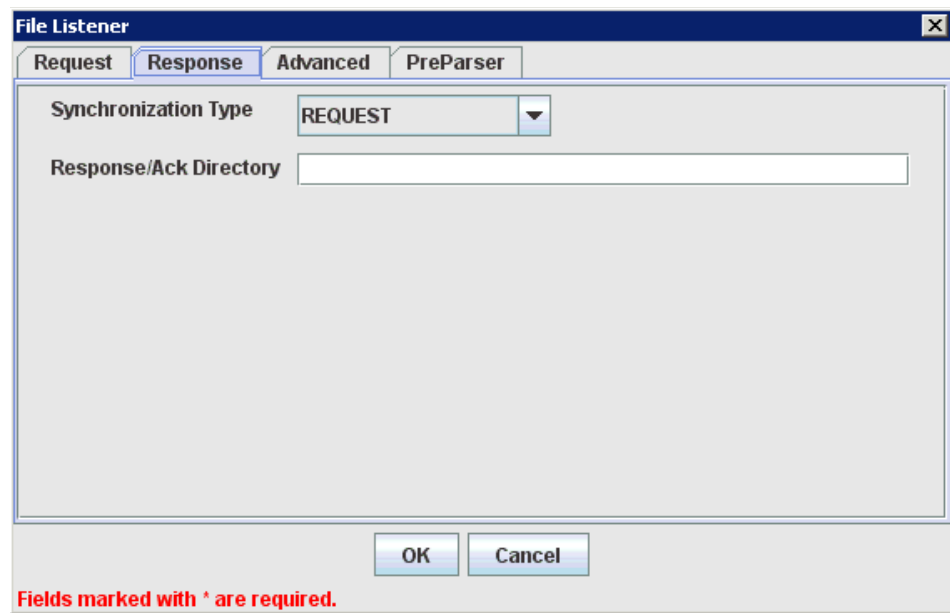 File Listener
Request Response Advanced PreParser
Synchronization Type REQUEST
Response/Ack Directory
OK Cancel
Fields marked with * are required.